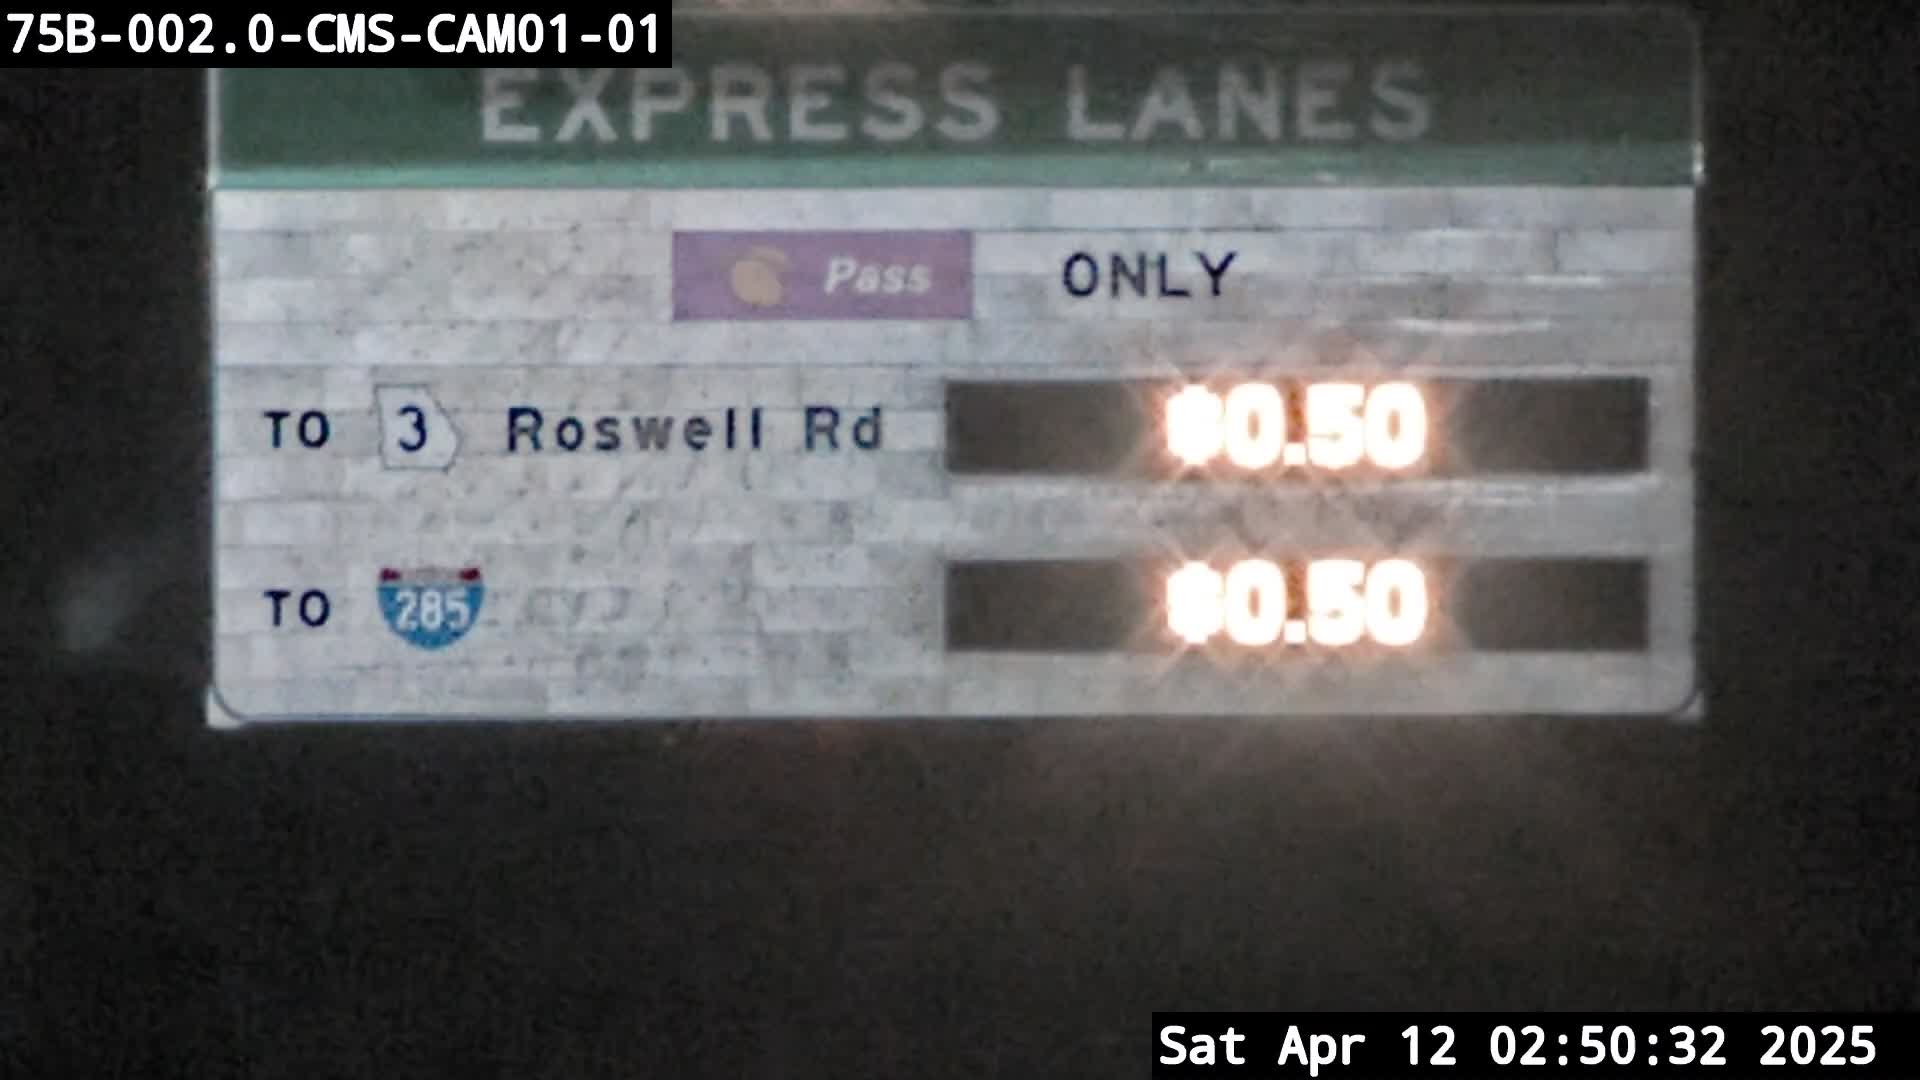 75B-002.0-CMS-CAM01-01
EXPRESS LANES
Pass ONLY
TO 3 Roswell Rd $0.50
TO 285 $0.50
Sat Apr 12 02:50:32 2025